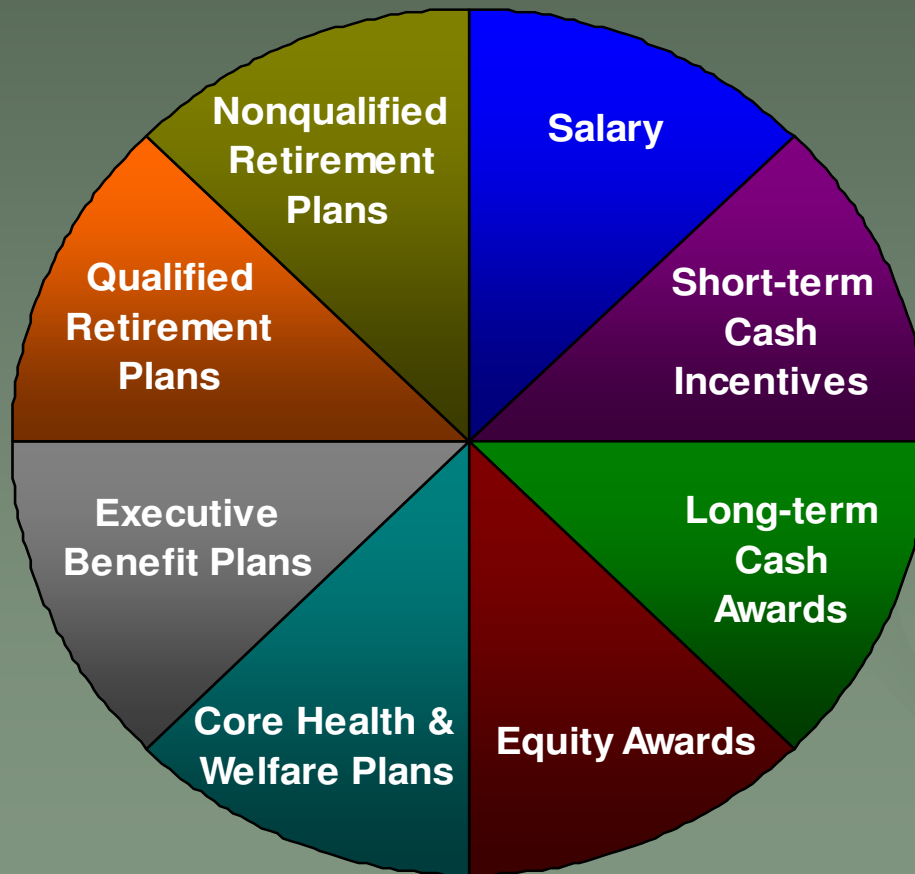 Salary
Short-term
Cash
Incentives
Long-term
Cash
Awards
Equity Awards
Core Health &
Welfare Plans
Executive
Benefit Plans
Qualified
Retirement
Plans
Nonqualified
Retirement
Plans